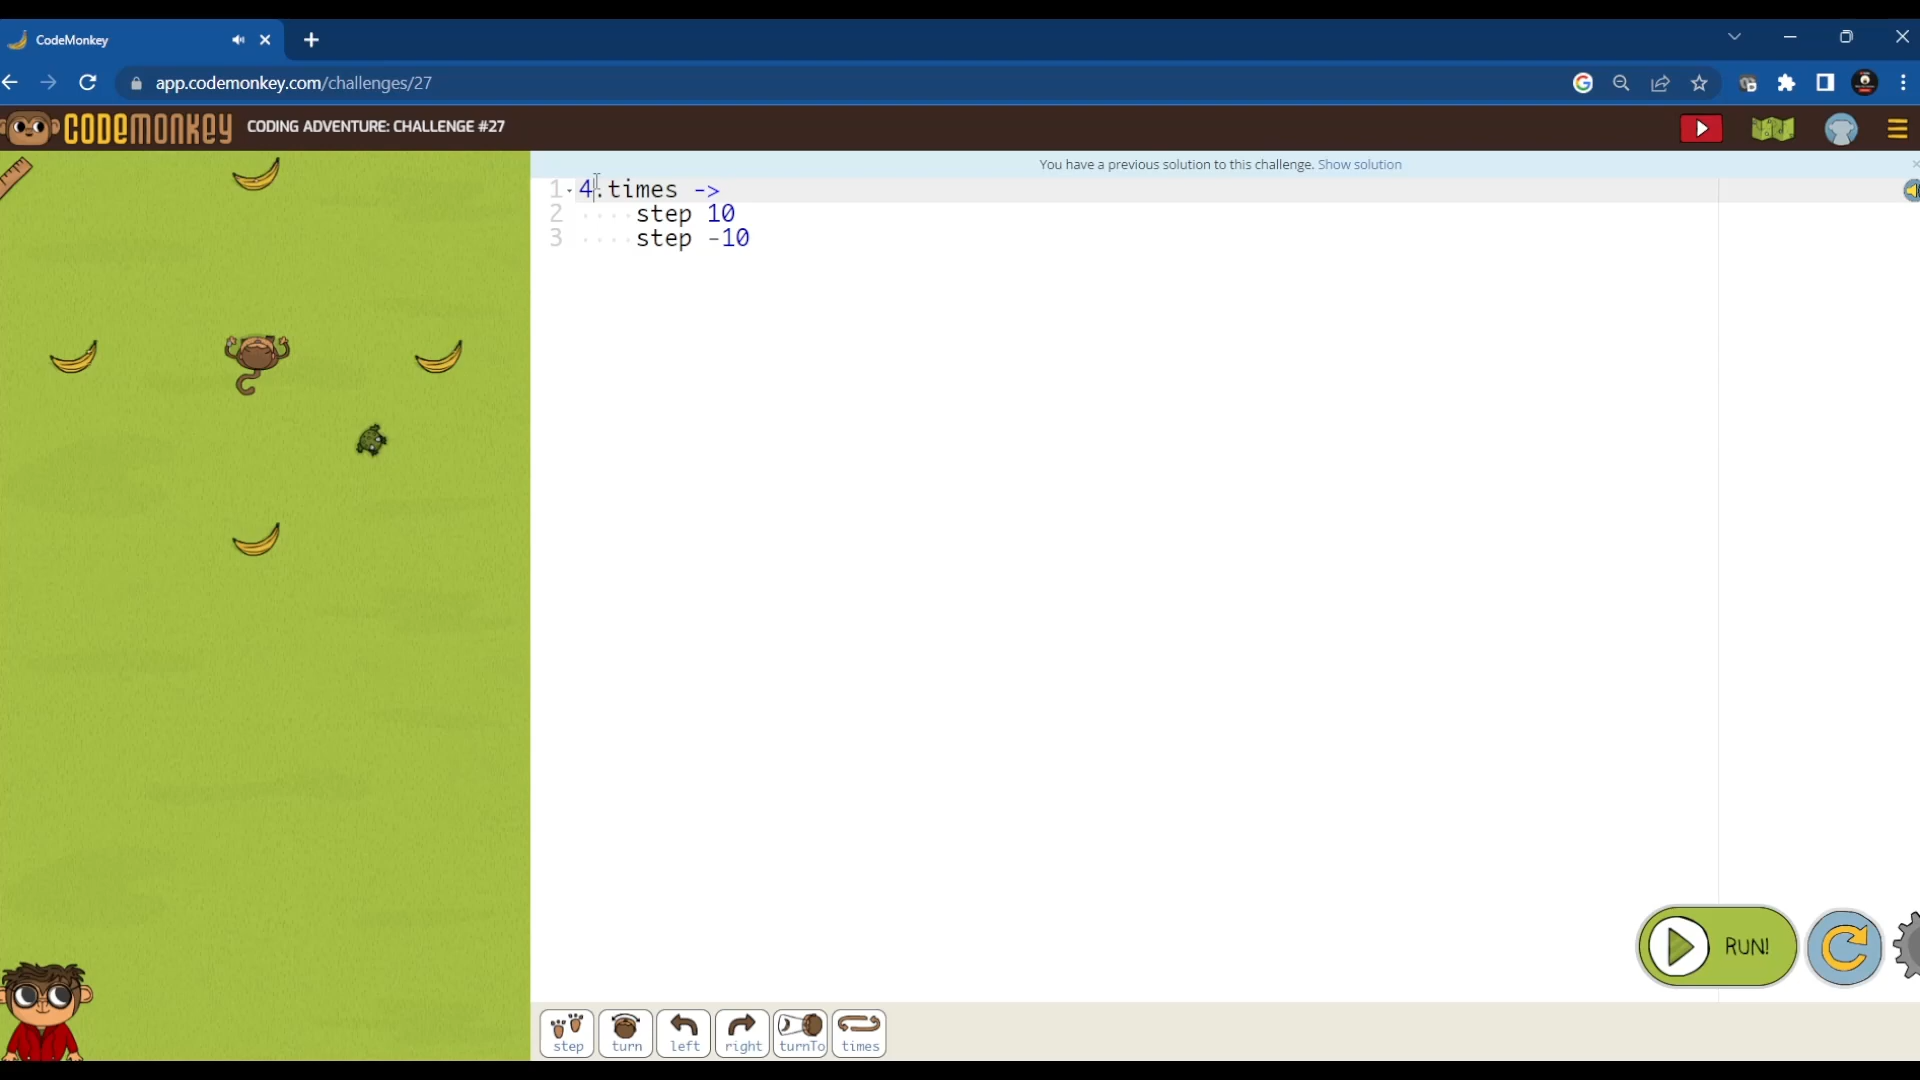 CodeMonkey
app.codemonkey.com/challenges/27
CODEMONKEY
CODING ADVENTURE: CHALLENGE #27
You have a previous solution to this challenge. Show solution
1 4.times ->
2 step 10
3 step -10
RUN!
step
turn
left
right
turnTo
times